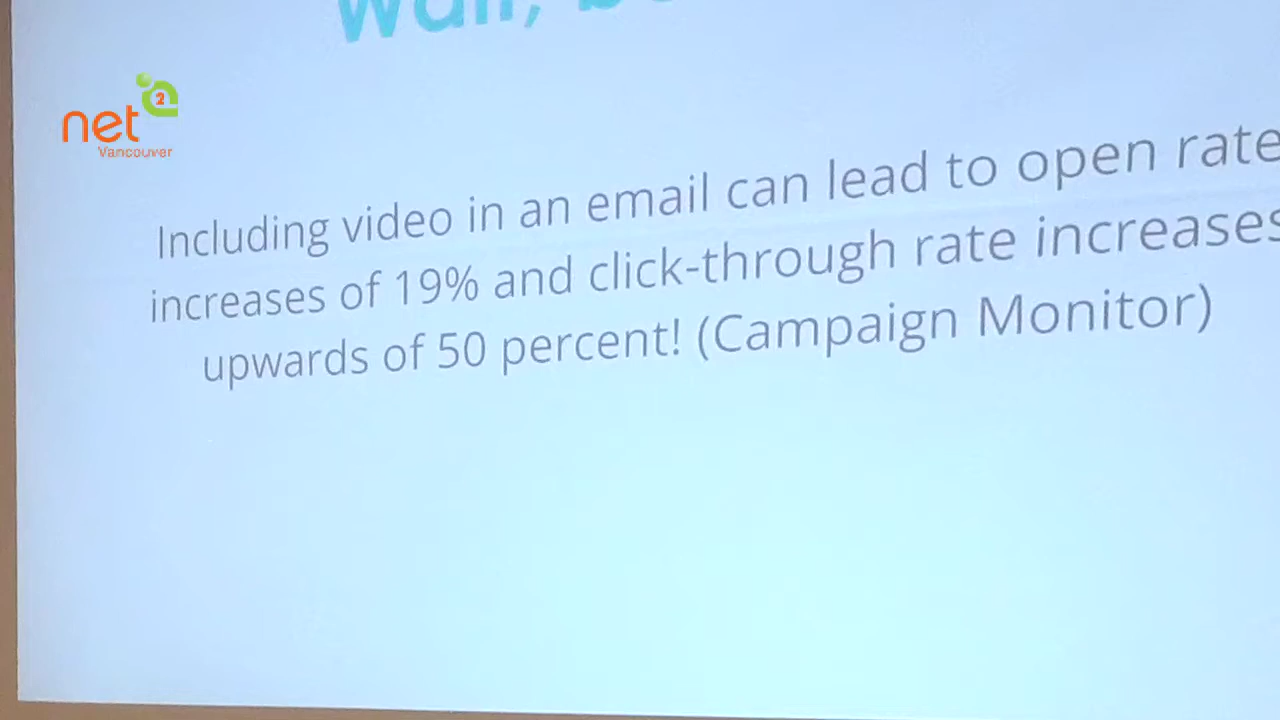 net2
Vancouver
Including video in an email can lead to open rate
increases of 19% and click-through rate increases
upwards of 50 percent! (Campaign Monitor)